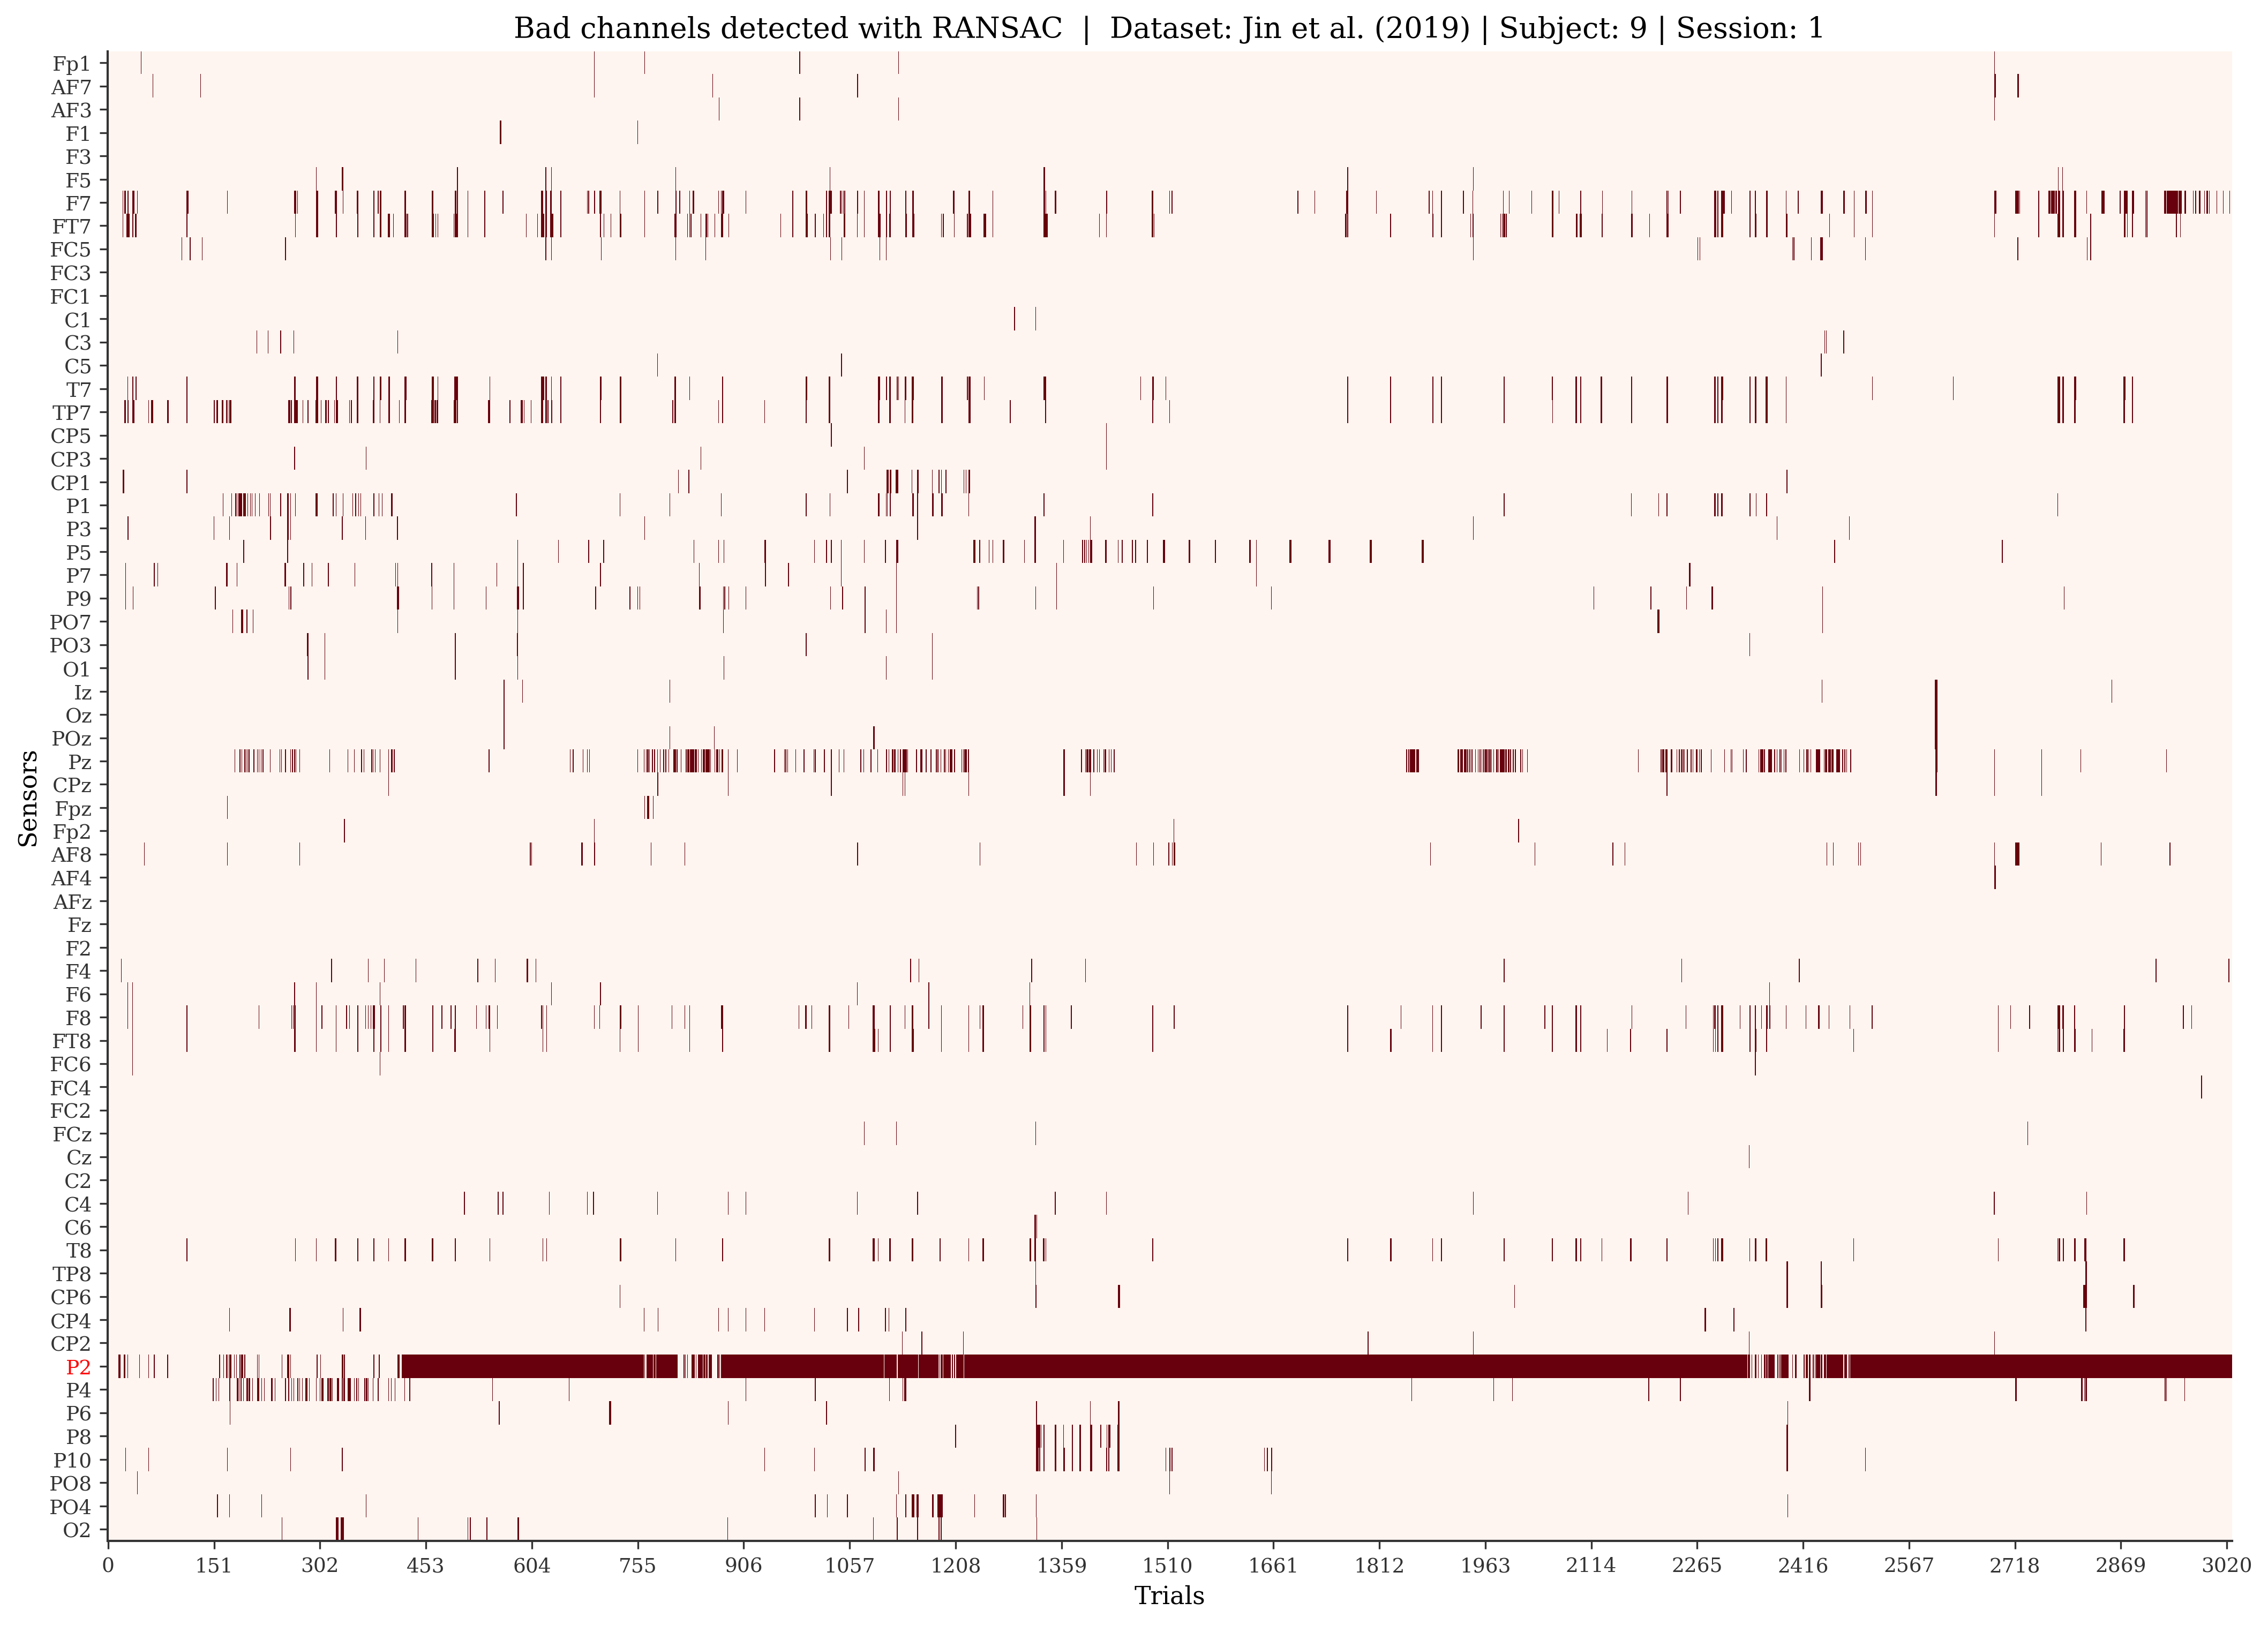 Bad channels detected with RANSAC | Dataset: Jin et al. (2019) | Subject: 9 | Session: 1
Fp1
AF7
AF3
F1
F3
F5
F7
FT7
FC5
FC3
FC1
C1
C3
C5
T7
TP7
CP5
CP3
CP1
P1
P3
P5
P7
P9
PO7
PO3
O1
Iz
Oz
POz
Pz
CPz
Fpz
Fp2
AF8
AF4
AFz
Fz
F2
F4
F6
F8
FT8
FC6
FC4
FC2
FCz
Cz
C2
C4
C6
T8
TP8
CP6
CP4
CP2
P2
P4
P6
P8
P10
PO8
PO4
O2
Sensors
0 151 302 453 604 755 906 1057 1208 1359 1510 1661 1812 1963 2114 2265 2416 2567 2718 2869 3020
Trials